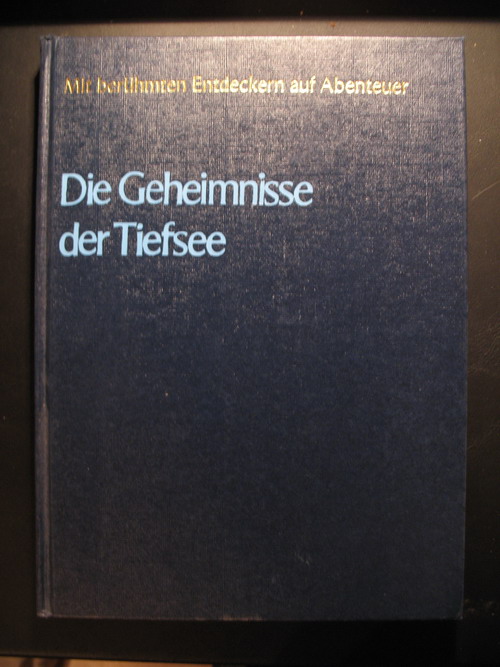 Mit berühmten Entdeckern auf Abenteuer
Die Geheimnisse
der Tiefsee